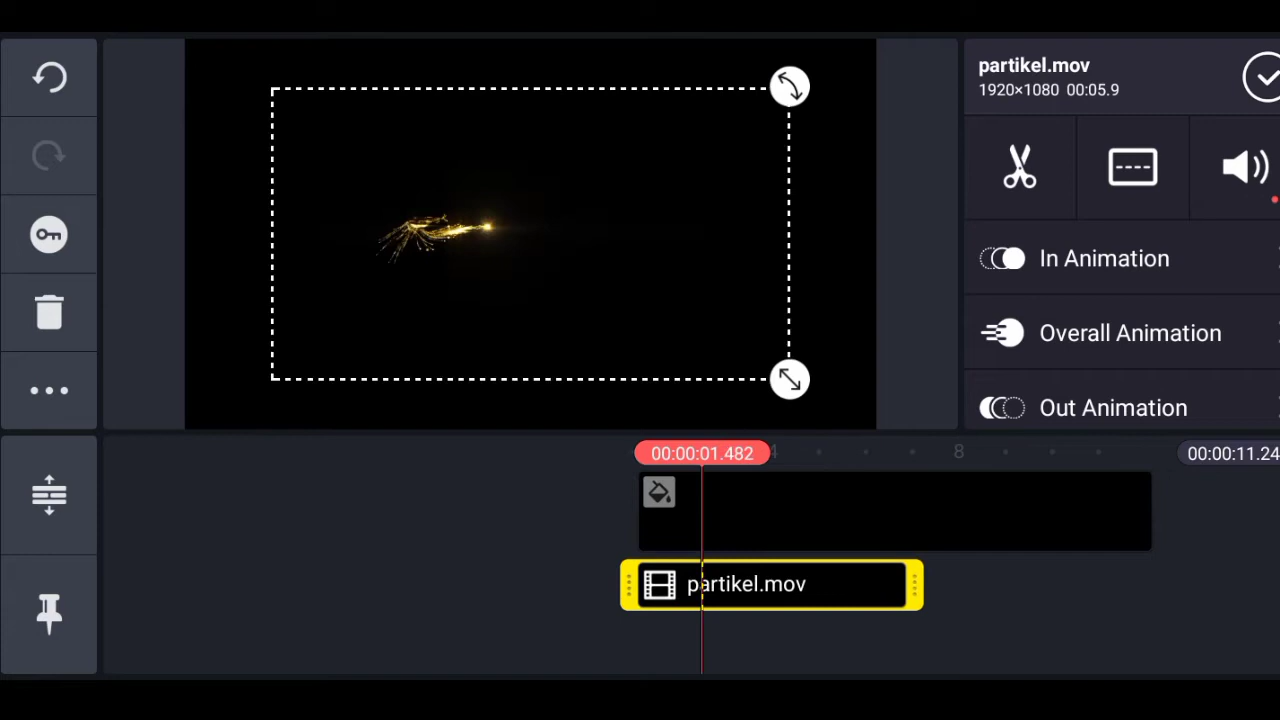 partikel.mov
1920×1080 00:05.9
In Animation
Overall Animation
Out Animation
00:00:01.482
4
8
00:00:11.24
partikel.mov